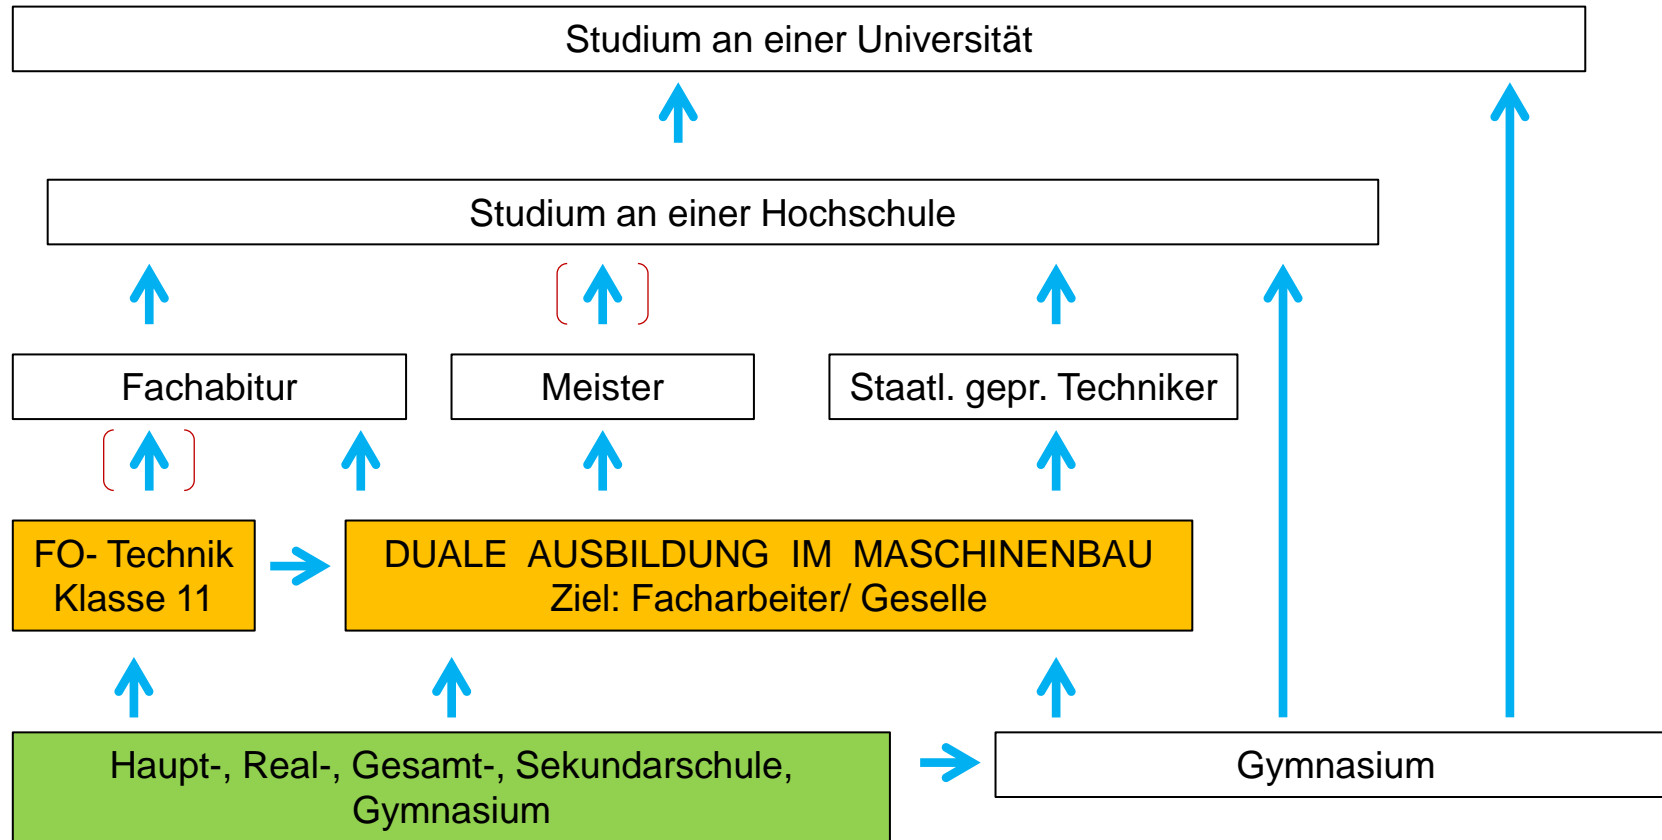 Studium an einer Universität
Studium an einer Hochschule
Fachabitur
Meister
Staatl. gepr. Techniker
FO- Technik
Klasse 11
DUALE AUSBILDUNG IM MASCHINENBAU
Ziel: Facharbeiter/ Geselle
Haupt-, Real-, Gesamt-, Sekundarschule,
Gymnasium
Gymnasium